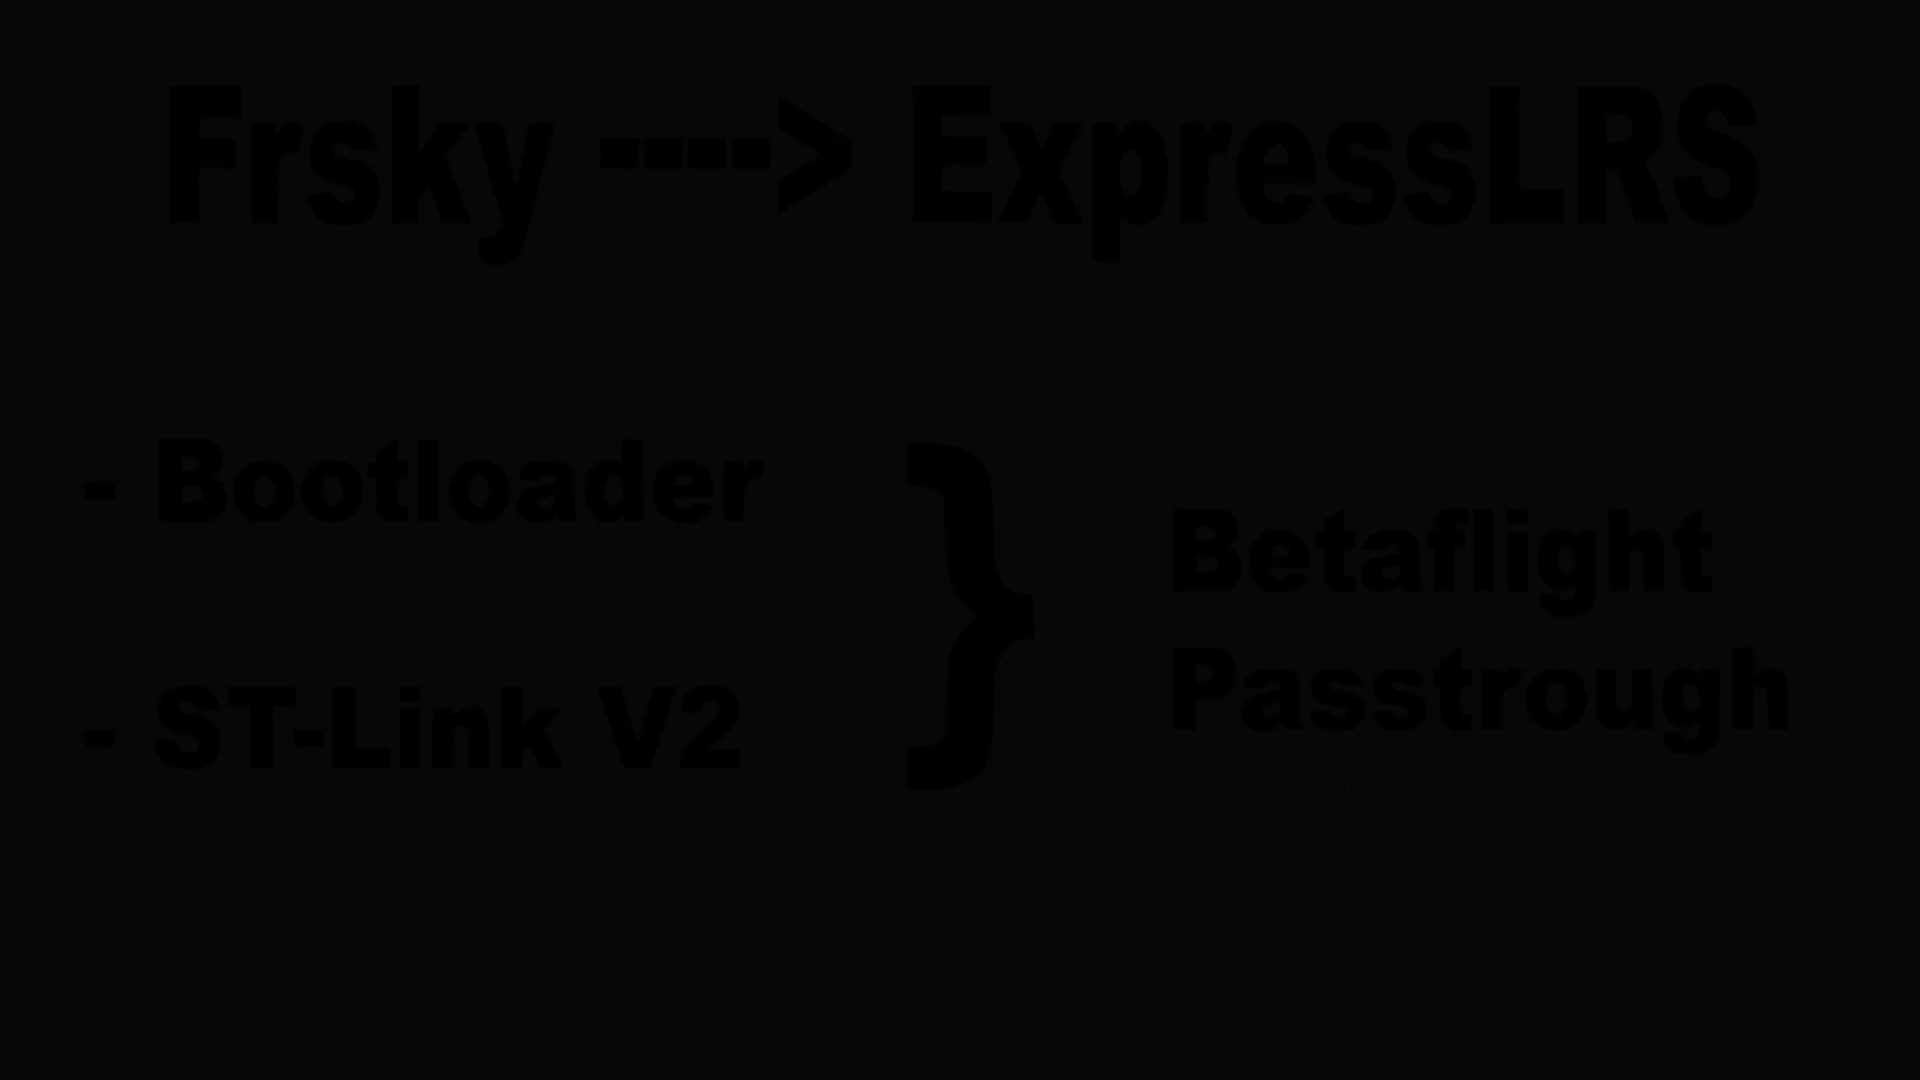 Frsky ----> ExpressLRS
- Bootloader
- ST-Link V2
}
Betaflight
Passtrough